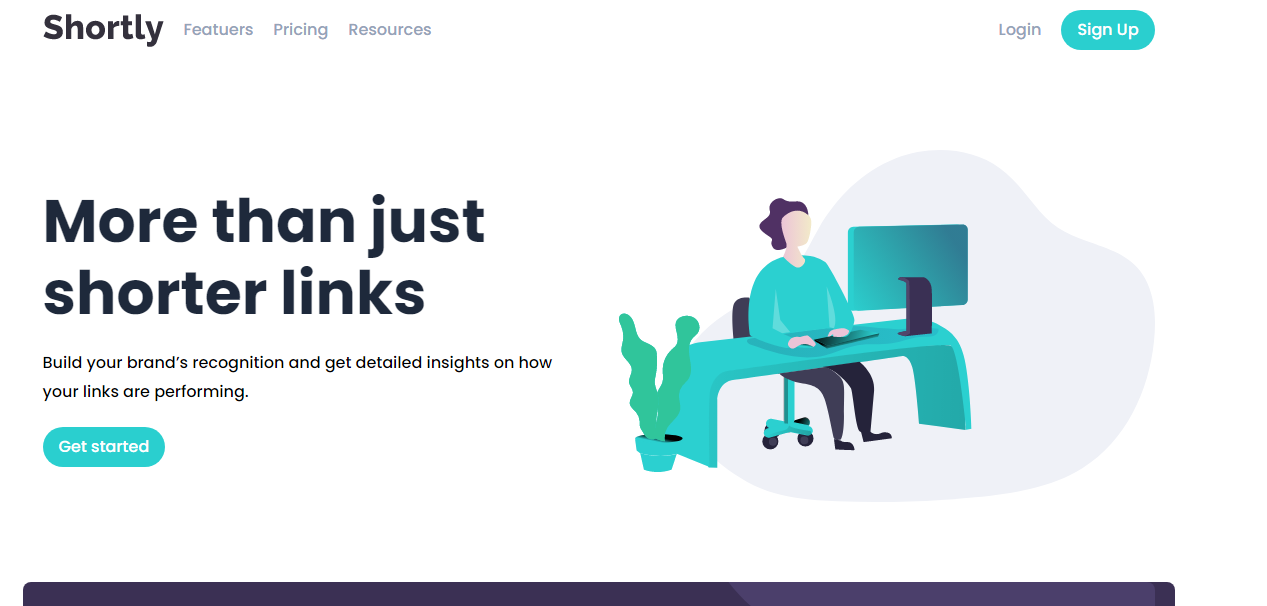 Shortly Featuers Pricing Resources Login Sign Up
More than just
shorter links
Build your brand’s recognition and get detailed insights on how
your links are performing.
Get started